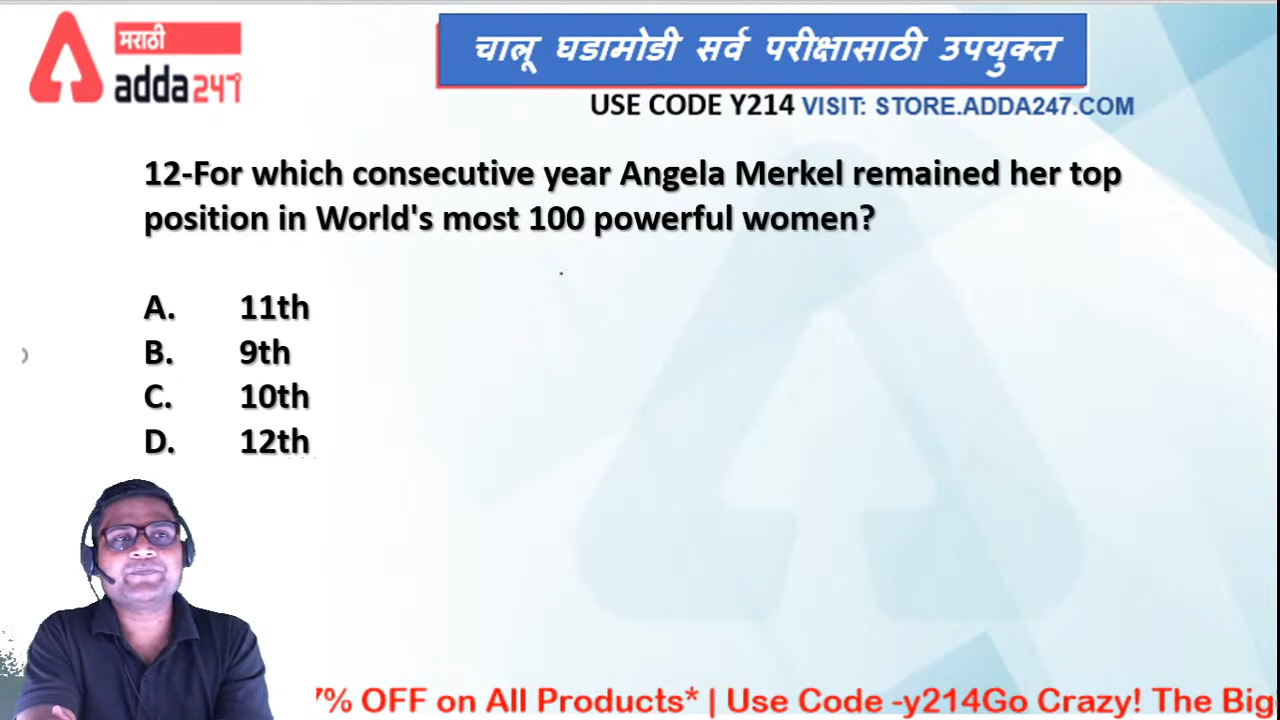 मराठी
adda247
चालू घडामोडी सर्व परीक्षासाठी उपयुक्त
USE CODE Y214 VISIT: STORE.ADDA247.COM
12-For which consecutive year Angela Merkel remained her top
position in World's most 100 powerful women?
A. 11th
B. 9th
C. 10th
D. 12th
7% OFF on All Products* | Use Code -y214Go Crazy! The Big